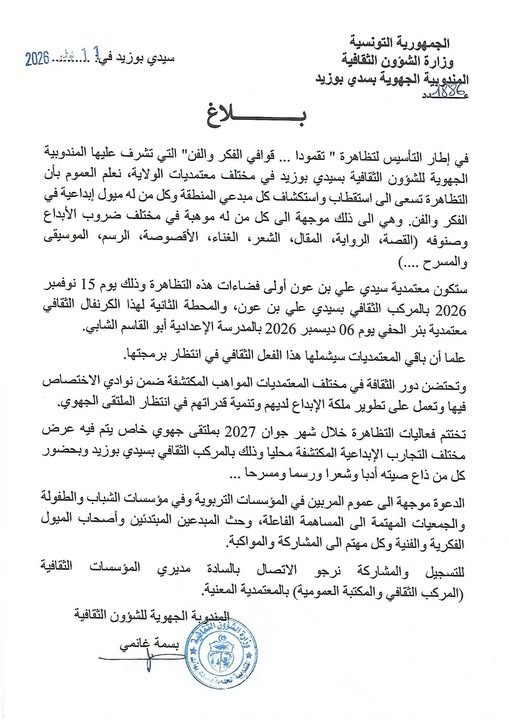 الجمهورية التونسية
وزارة الشؤون الثقافية
المندوبية الجهوية بسدي بوزيد
عـ1886ـدد
سيدي بوزيد في 2026
بــــلاغ
في إطار التأسيس لتظاهرة " تقمودا ... قوافي الفكر والفن" التي تشرف عليها المندوبية
الجهوية للشؤون الثقافية بسيدي بوزيد في مختلف معتمديات الولاية، نعلم العموم بأن
التظاهرة تسعى الى استقطاب واستكشاف كل مبدعي المنطقة وكل من له ميول إبداعية في
الفكر والفن. وهي الى ذلك موجهة الى كل من له موهبة في مختلف ضروب الأبداع
وصنوفه (القصة، الرواية، المقال، الشعر، الغناء، الأقصوصة، الرسم، الموسيقى
والمسرح ....)
ستكون معتمدية سيدي علي بن عون أولى فضاءات هذه التظاهرة وذلك يوم 15 نوفمبر
2026 بالمركب الثقافي بسيدي علي بن عون، والمحطة الثانية لهذا الكرنفال الثقافي
معتمدية بئر الحفي يوم 06 ديسمبر 2026 بالمدرسة الإعدادية أبو القاسم الشابي.
علما أن باقي المعتمديات سيشملها هذا الفعل الثقافي في انتظار برمجتها.
وتحتضن دور الثقافة في مختلف المعتمديات المواهب المكتشفة ضمن نوادي الاختصاص
فيها وتعمل على تطوير ملكة الإبداع لديهم وتنمية قدراتهم في انتظار الملتقى الجهوي.
تختتم فعاليات التظاهرة خلال شهر جوان 2027 بملتقى جهوي خاص يتم فيه عرض
مختلف التجارب الإبداعية المكتشفة محليا وذلك بالمركب الثقافي بسيدي بوزيد وبحضور
كل من ذاع صيته أدبا وشعرا ورسما ومسرحا ...
الدعوة موجهة الى عموم المربين في المؤسسات التربوية وفي مؤسسات الشباب والطفولة
والجمعيات المهتمة الى المساهمة الفاعلة، وحث المبدعين المبتدئين وأصحاب الميول
الفكرية والفنية وكل مهتم الى المشاركة والمواكبة.
للتسجيل والمشاركة نرجو الاتصال بالسادة مديري المؤسسات الثقافية
(المركب الثقافي والمكتبة العمومية) بالمعتمدية المعنية.
المندوبة الجهوية للشؤون الثقافية
بسمة غانمي
وزارة الشؤون الثقافية